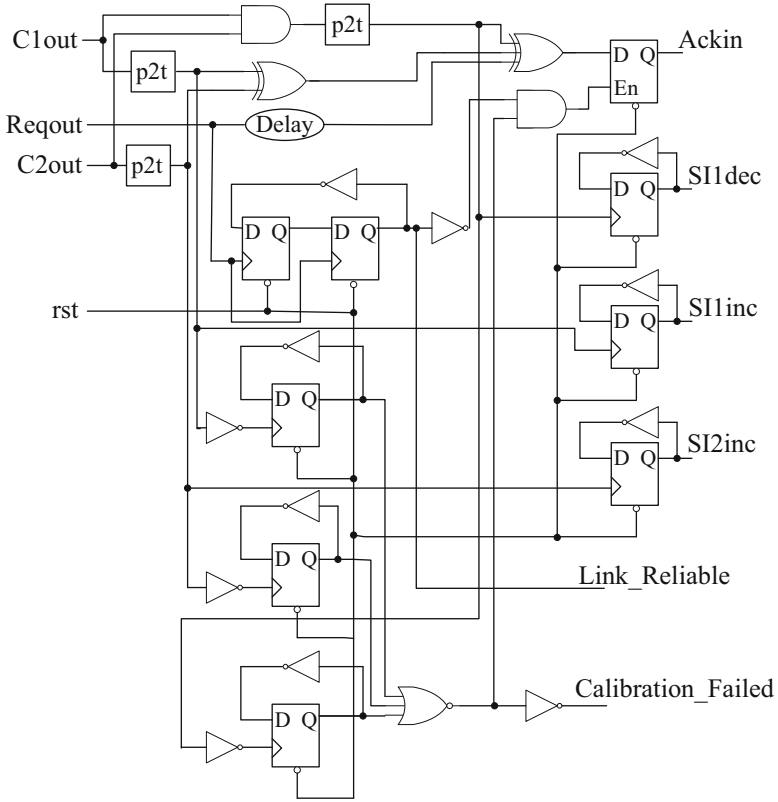 C1out
p2t
Ackin
D Q
En
p2t
Reqout
Delay
C2out
p2t
SI1dec
D Q
D Q
D Q
rst
SI1inc
D Q
D Q
SI2inc
D Q
D Q
Link_Reliable
Calibration_Failed
D Q